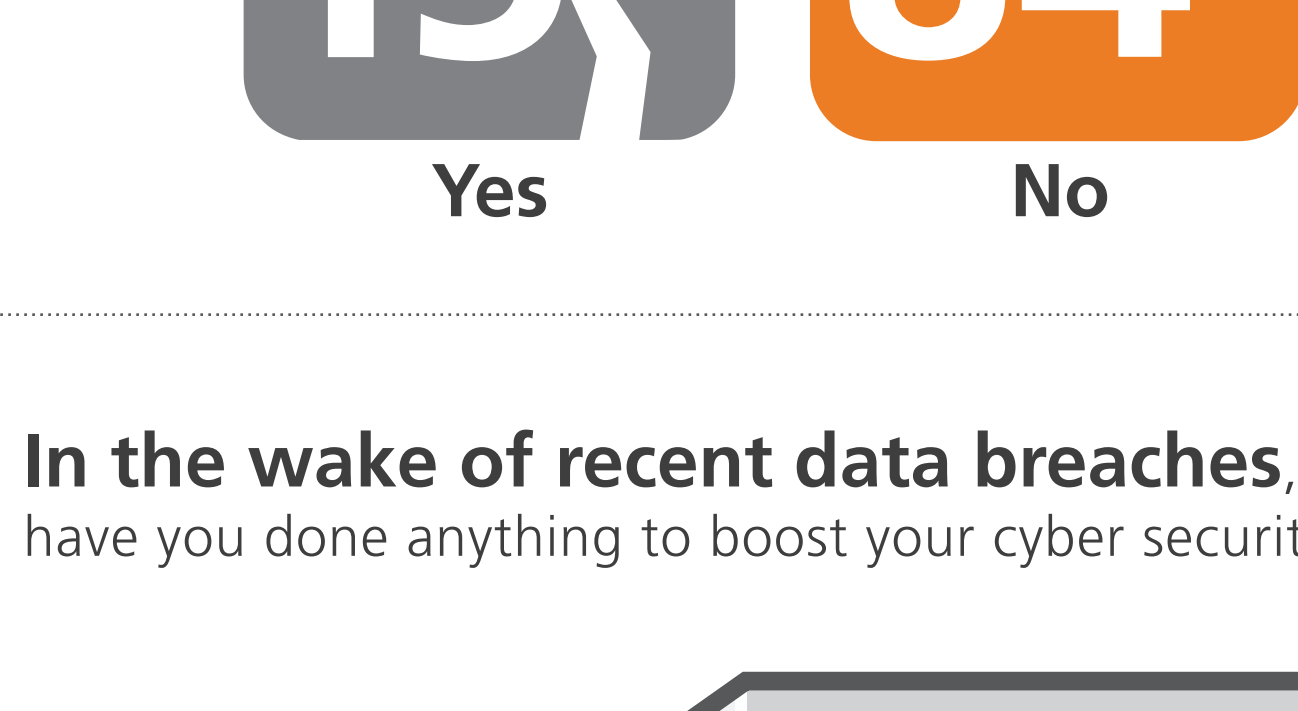 Yes No
In the wake of recent data breaches,
have you done anything to boost your cyber securit